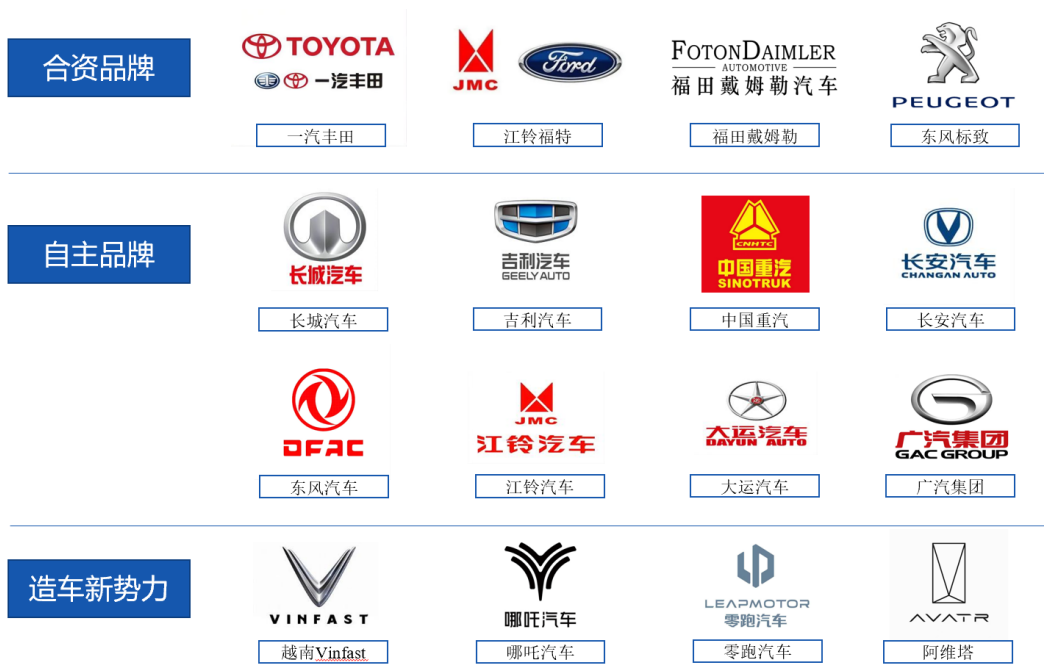 合资品牌
TOYOTA
一汽丰田
JMC
Ford
FOTONDAIMLER
AUTOMOTIVE
福田戴姆勒汽车
PEUGEOT
一汽丰田
江铃福特
福田戴姆勒
东风标致
自主品牌
长城汽车
吉利汽车
GEELY AUTO
CNHTC
中国重汽
SINOTRUK
长安汽车
CHANGAN AUTO
长城汽车
吉利汽车
中国重汽
长安汽车
DFAC
JMC
江铃汽车
大运汽车
DAYUN AUTO
广汽集团
GAC GROUP
东风汽车
江铃汽车
大运汽车
广汽集团
造车新势力
VINFAST
哪吒汽车
LEAPMOTOR
零跑汽车
AVATR
越南Vinfast
哪吒汽车
零跑汽车
阿维塔